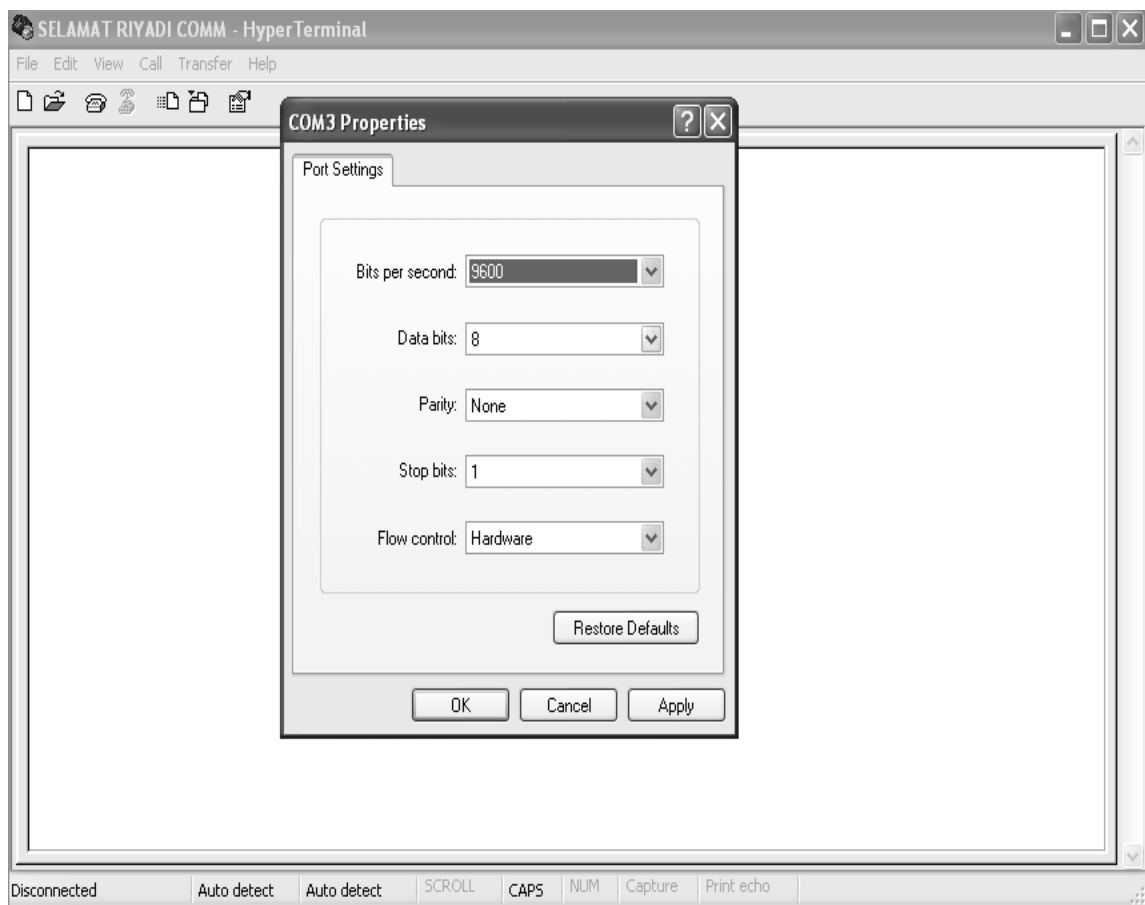 SELAMAT RIYADI COMM - HyperTerminal
File Edit View Call Transfer Help
COM3 Properties
Port Settings
Bits per second: 9600
Data bits: 8
Parity: None
Stop bits: 1
Flow control: Hardware
Restore Defaults
OK Cancel Apply
Disconnected Auto detect Auto detect SCROLL CAPS NUM Capture Print echo